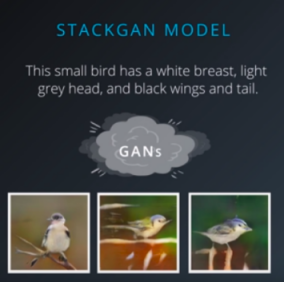 STACKGAN MODEL
This small bird has a white breast, light
grey head, and black wings and tail.
GANs